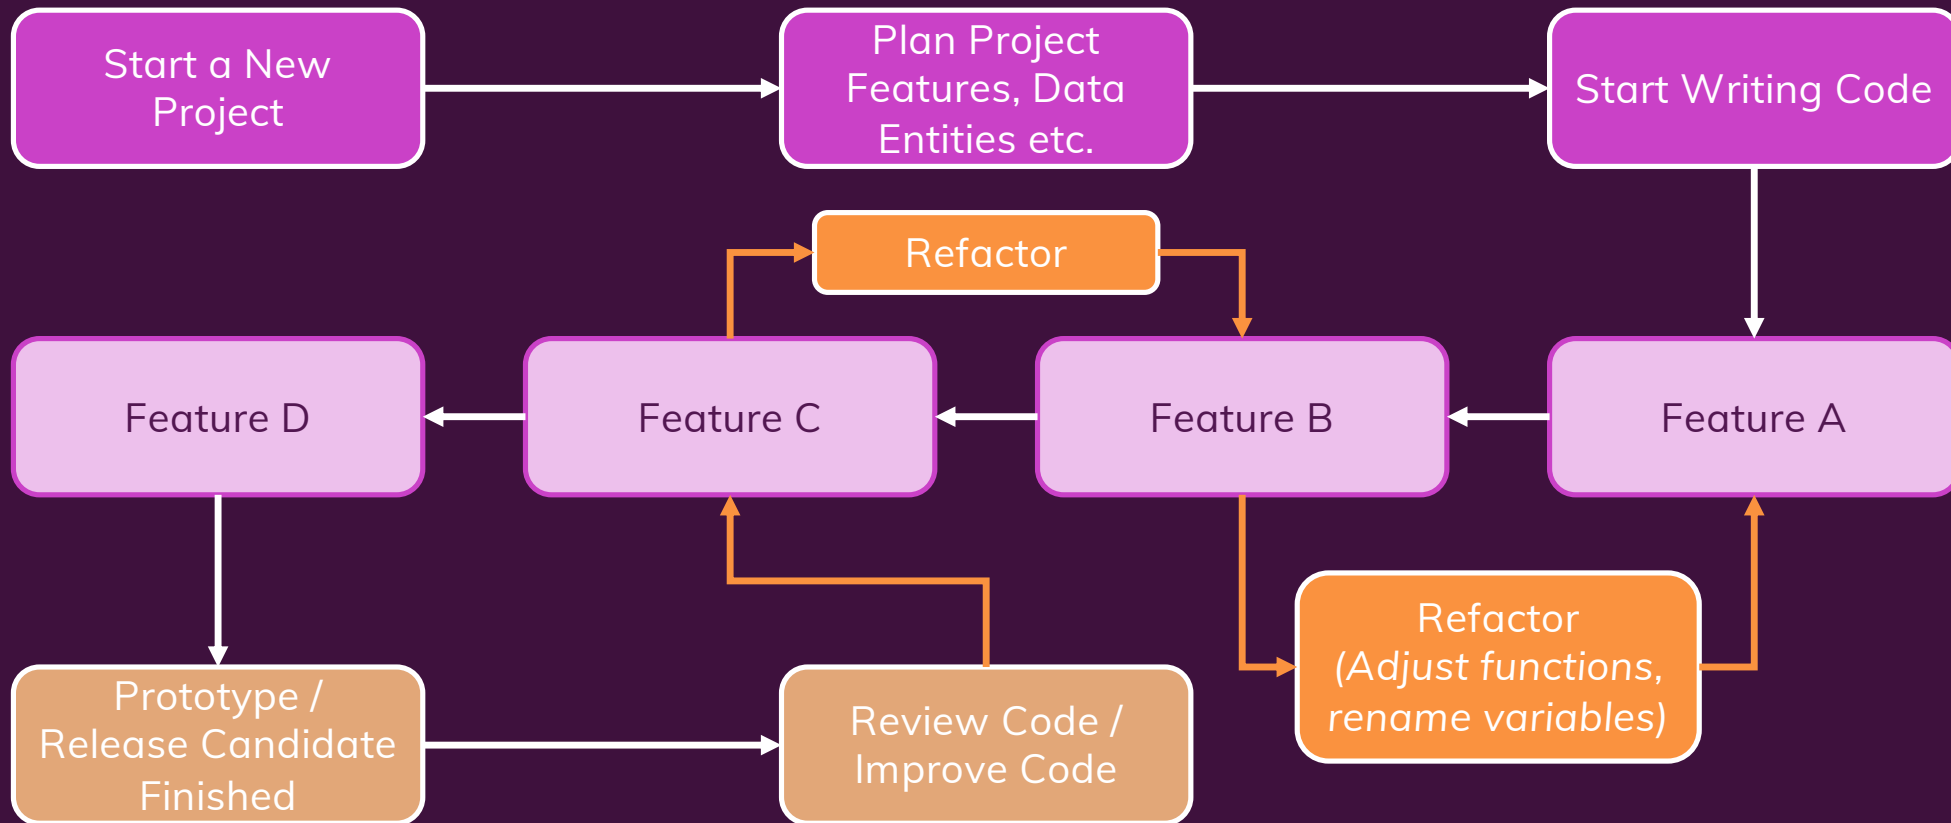 Start a New
Project
Plan Project
Features, Data
Entities etc.
Start Writing Code
Refactor
Feature D
Feature C
Feature B
Feature A
Prototype /
Release Candidate
Finished
Review Code /
Improve Code
Refactor
(Adjust functions,
rename variables)